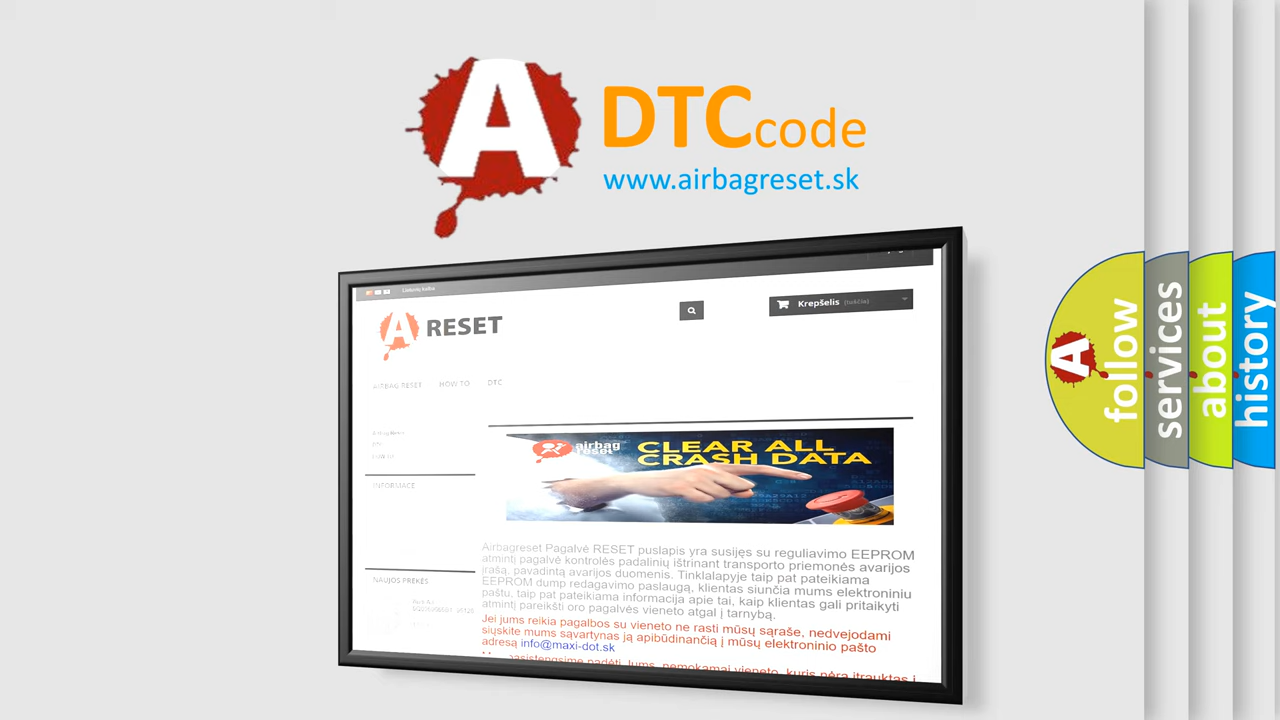 A DTCcode
www.airbagreset.sk
Lietuvių kalba
A RESET
Krepšelis (tuščia)
AIRBAG RESET HOW TO DTC
INFORMACE
airbag
reset
CLEAR ALL
CRASH DATA
Airbagreset Pagalvė RESET puslapis yra susijęs su reguliavimo EEPROM
atmintį pagalvė kontrolės padalinių ištrinant transporto priemonės avarijos
įrašą, pavadintą avarijos duomenis. Tinklalapyje taip pat pateikiama
EEPROM dump redagavimo paslaugą, klientas siunčia mums elektroniniu
paštu, taip pat pateikiama informacija apie tai, kaip klientas gali pritaikyti
atmintį pareikšti oro pagalvės vieneto atgal į tarnybą.
Jei jums reikia pagalbos su vieneto ne rasti mūsų sąraše, nedvejodami
siųskite mums sąvartynas ją apibūdinančią į mūsų elektroninio pašto
adresą info@maxi-dot.sk
NAUJOS PREKĖS
A follow
services
about
history